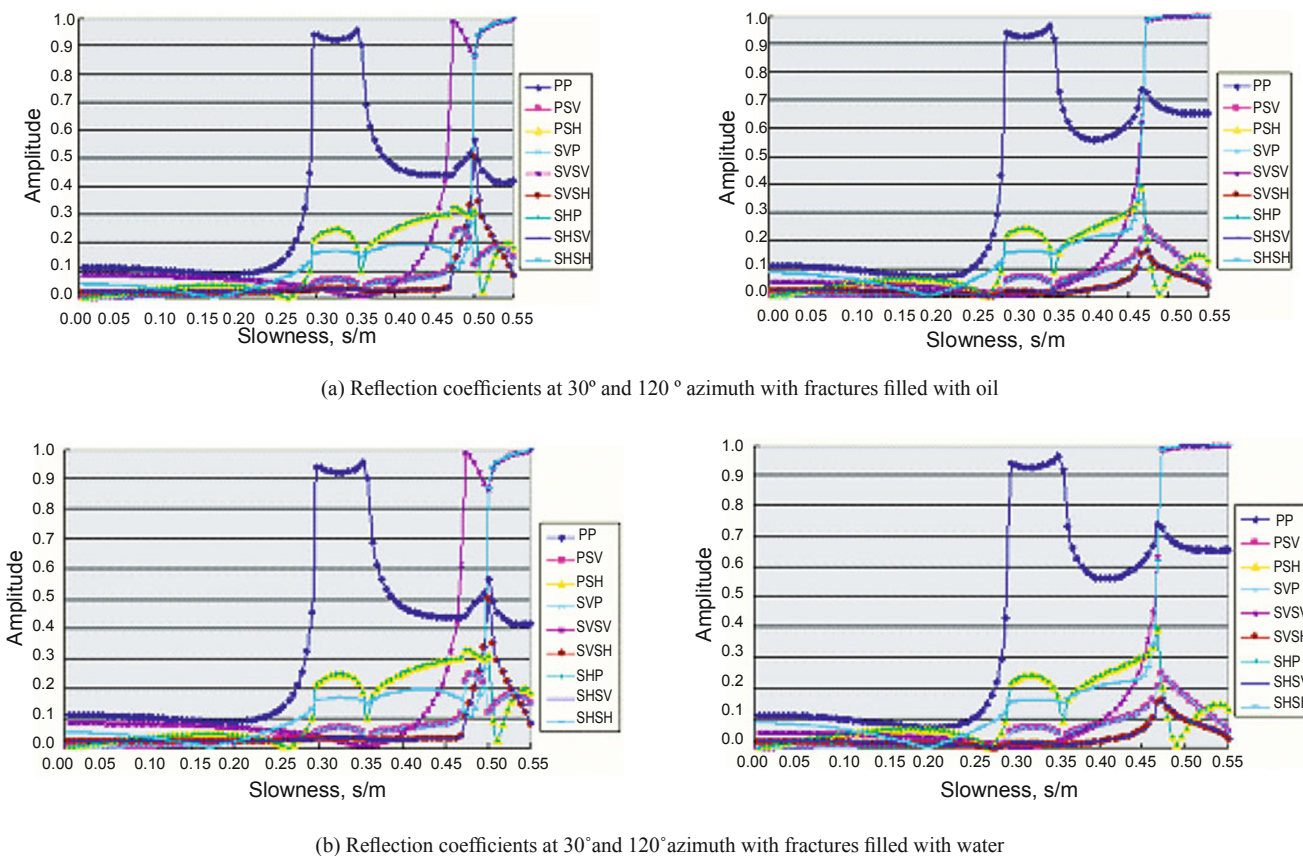 1.0
0.9
0.8
0.7
0.6
0.5
0.4
0.3
0.2
0.1
0.0
Amplitude
0.00 0.05 0.10 0.15 0.20 0.30 0.35 0.40 0.45 0.50 0.55
Slowness, s/m
PP
PSV
PSH
SVP
SVSV
SVSH
SHP
SHSV
SHSH
1.0
0.9
0.8
0.7
0.6
0.5
0.4
0.3
0.2
0.1
0.0
Amplitude
0.00 0.05 0.10 0.15 0.20 0.30 0.35 0.40 0.45 0.50 0.55
Slowness, s/m
PP
PSV
PSH
SVP
SVSV
SVSH
SHP
SHSV
SHSH
(a) Reflection coefficients at 30º and 120 º azimuth with fractures filled with oil
1.0
0.9
0.8
0.7
0.6
0.5
0.4
0.3
0.2
0.1
0.0
Amplitude
0.00 0.05 0.10 0.15 0.20 0.30 0.35 0.40 0.45 0.50 0.55
Slowness, s/m
PP
PSV
PSH
SVP
SVSV
SVSH
SHP
SHSV
SHSH
1.0
0.9
0.8
0.7
0.6
0.5
0.4
0.3
0.2
0.1
0.0
Amplitude
0.00 0.05 0.10 0.15 0.20 0.30 0.35 0.40 0.45 0.50 0.55
Slowness, s/m
PP
PSV
PSH
SVP
SVSV
SVSH
SHP
SHSV
SHSH
(b) Reflection coefficients at 30˚and 120˚azimuth with fractures filled with water